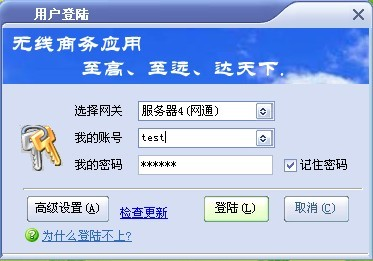 用户登陆
无线商务应用
至高、至远、达天下.
选择网关 服务器4(网通)
我的账号 test
我的密码 ****** 记住密码
高级设置(A) 检查更新 登陆(L) 取消(C)
为什么登陆不上?